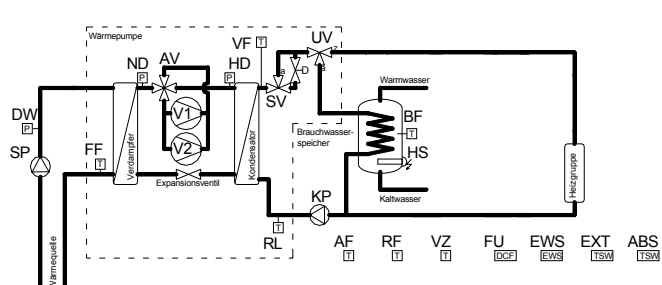 Wärmepumpe
UV
VF
T
ND
P
AV
HD
P
a
D
z
a
SV
Warmwasser
V1
V2
DW
P
SP
FF
T
Verdampfer
Kondensator
Expansionsventil
Brauchwasser-
speicher
BF
T
HS
Kaltwasser
Heizgruppe
KP
RL
T
Wärmequelle
AF
T
RF
T
VZ
T
FU
DCF
EWS
EWS
EXT
TSW
ABS
TSW